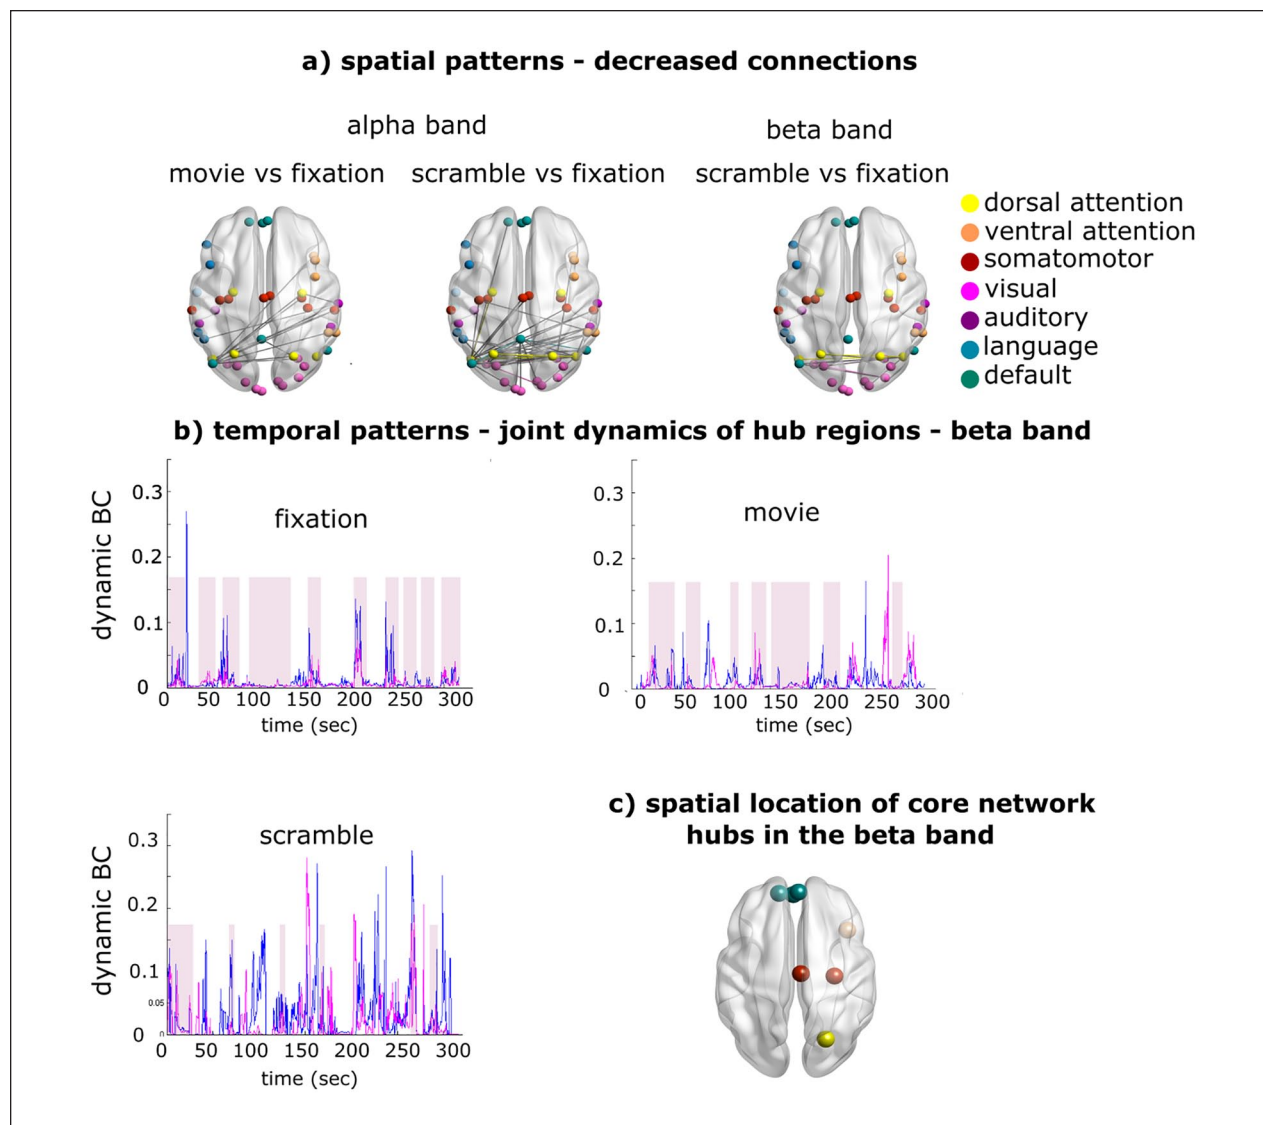 a) spatial patterns - decreased connections
alpha band
beta band
movie vs fixation
scramble vs fixation
scramble vs fixation
dorsal attention
ventral attention
somatomotor
visual
auditory
language
default
b) temporal patterns - joint dynamics of hub regions - beta band
fixation
dynamic BC
0.3
0.2
0.1
0
0 50 100 150 200 250 300
time (sec)
movie
0.3
0.2
0.1
0
0 50 100 150 200 250 300
time (sec)
scramble
dynamic BC
0.3
0.2
0.1
0.05
0
0
0 50 100 150 200 250 300
time (sec)
c) spatial location of core network
hubs in the beta band